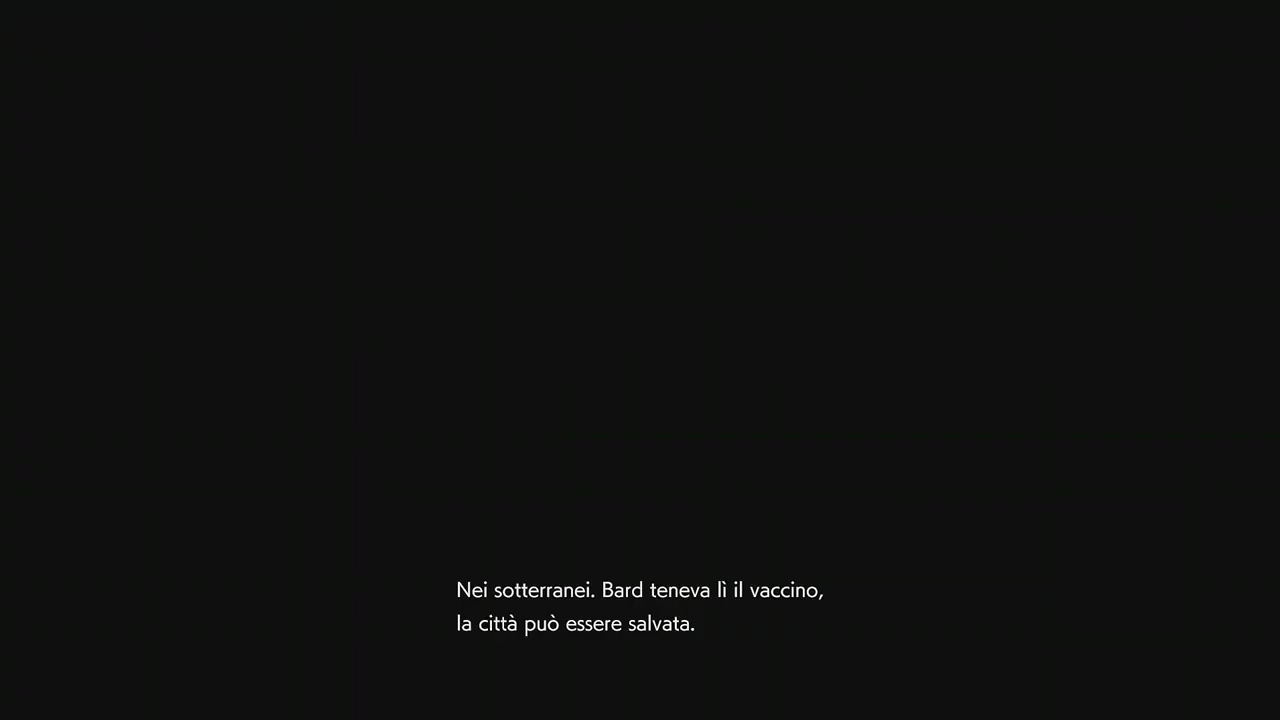 Nei sotterranei. Bard teneva lì il vaccino,
la città può essere salvata.